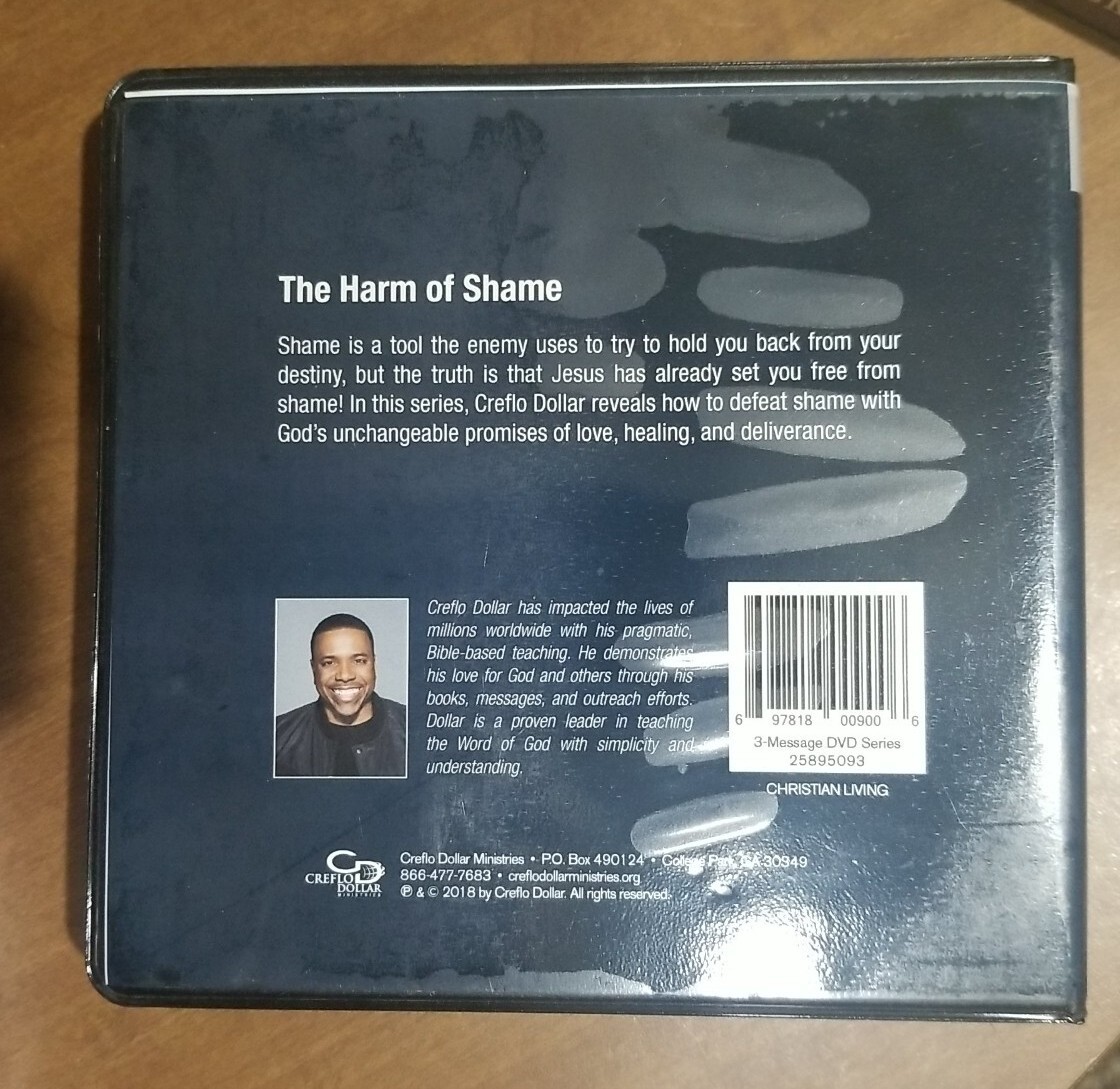 The Harm of Shame
Shame is a tool the enemy uses to try to hold you back from your
destiny, but the truth is that Jesus has already set you free from
shame! In this series, Creflo Dollar reveals how to defeat shame with
God's unchangeable promises of love, healing, and deliverance.
Creflo Dollar has impacted the lives of
millions worldwide with his pragmatic,
Bible-based teaching. He demonstrates
his love for God and others through his
books, messages, and outreach efforts.
Dollar is a proven leader in teaching
the Word of God with simplicity and
understanding.
6 97818 00900 6
3-Message DVD Series
25895093
CHRISTIAN LIVING
CREFLO DOLLAR
MINISTRIES
Creflo Dollar Ministries • P.O. Box 490124 • College Park, GA 30349
866-477-7683 • creflodollarministries.org
℗ & © 2018 by Creflo Dollar. All rights reserved.